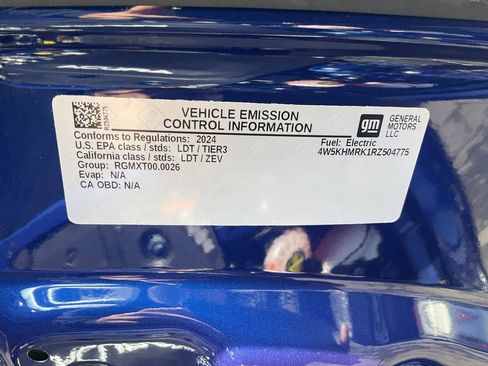 RZ504775
VEHICLE EMISSION
CONTROL INFORMATION
gm
GENERAL
MOTORS
LLC
Conforms to Regulations: 2024
U.S. EPA class / stds: LDT / TIER3
California class / stds: LDT / ZEV
Group: RGMXT00.0026
Evap: N/A
CA OBD: N/A
Fuel: Electric
4W5KHMRK1RZ504775